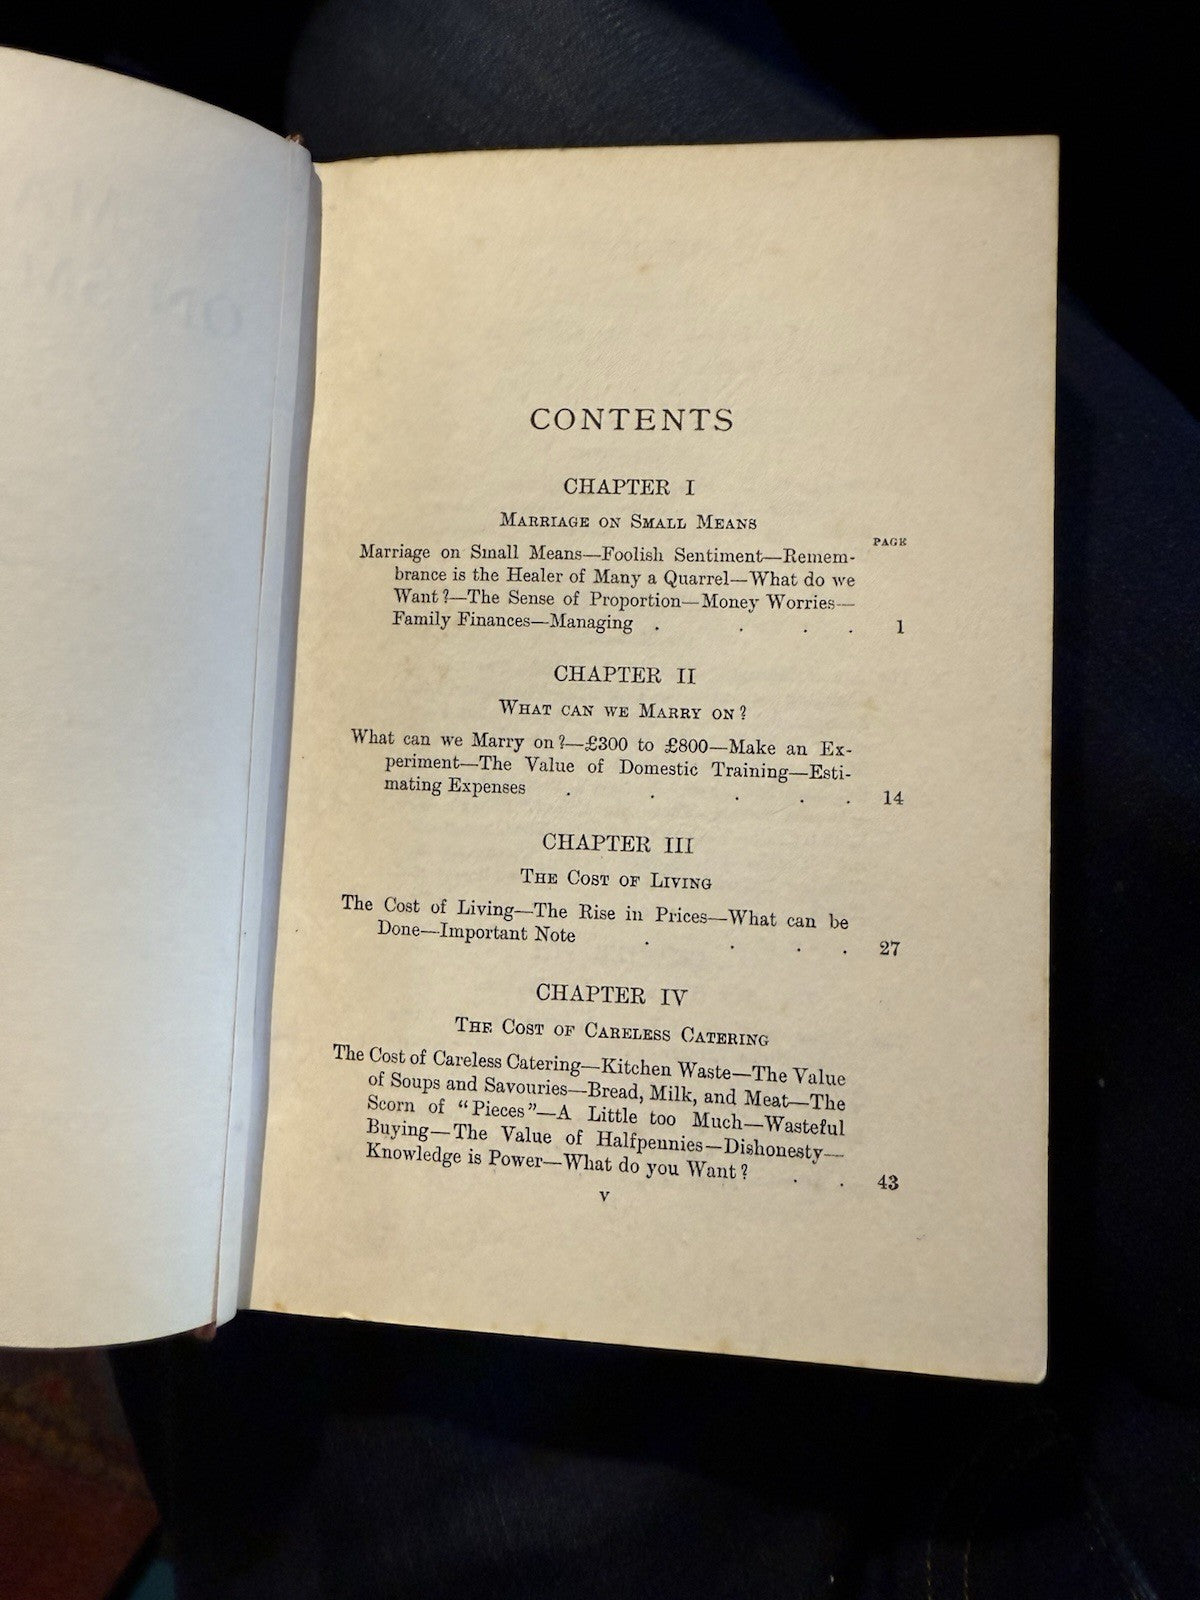 CONTENTS
CHAPTER I
Marriage on Small Means
PAGE
Marriage on Small Means—Foolish Sentiment—Remem-
brance is the Healer of Many a Quarrel—What do we
Want?—The Sense of Proportion—Money Worries—
Family Finances—Managing . . . . 1
CHAPTER II
What can we Marry on?
What can we Marry on?—£300 to £800—Make an Ex-
periment—The Value of Domestic Training—Esti-
mating Expenses . . . . . 14
CHAPTER III
The Cost of Living
The Cost of Living—The Rise in Prices—What can be
Done—Important Note . . . . 27
CHAPTER IV
The Cost of Careless Catering
The Cost of Careless Catering—Kitchen Waste—The Value
of Soups and Savouries—Bread, Milk, and Meat—The
Scorn of "Pieces"—A Little too Much—Wasteful
Buying—The Value of Halfpennies—Dishonesty—
Knowledge is Power—What do you Want? . . 43
v